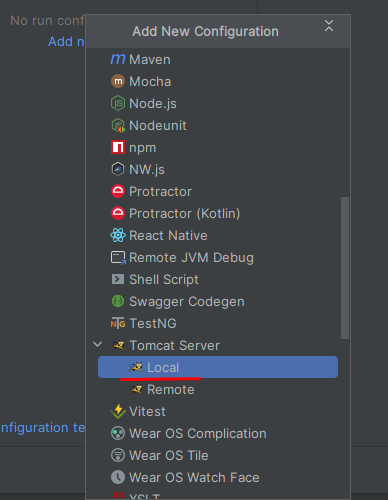 No run conf
Add n
Add New Configuration
Maven
Mocha
Node.js
Nodeunit
npm
NW.js
Protractor
Protractor (Kotlin)
React Native
Remote JVM Debug
Shell Script
Swagger Codegen
TestNG
Tomcat Server
Local
Remote
Vitest
nfiguration te
Wear OS Complication
Wear OS Tile
Wear OS Watch Face
XSLT